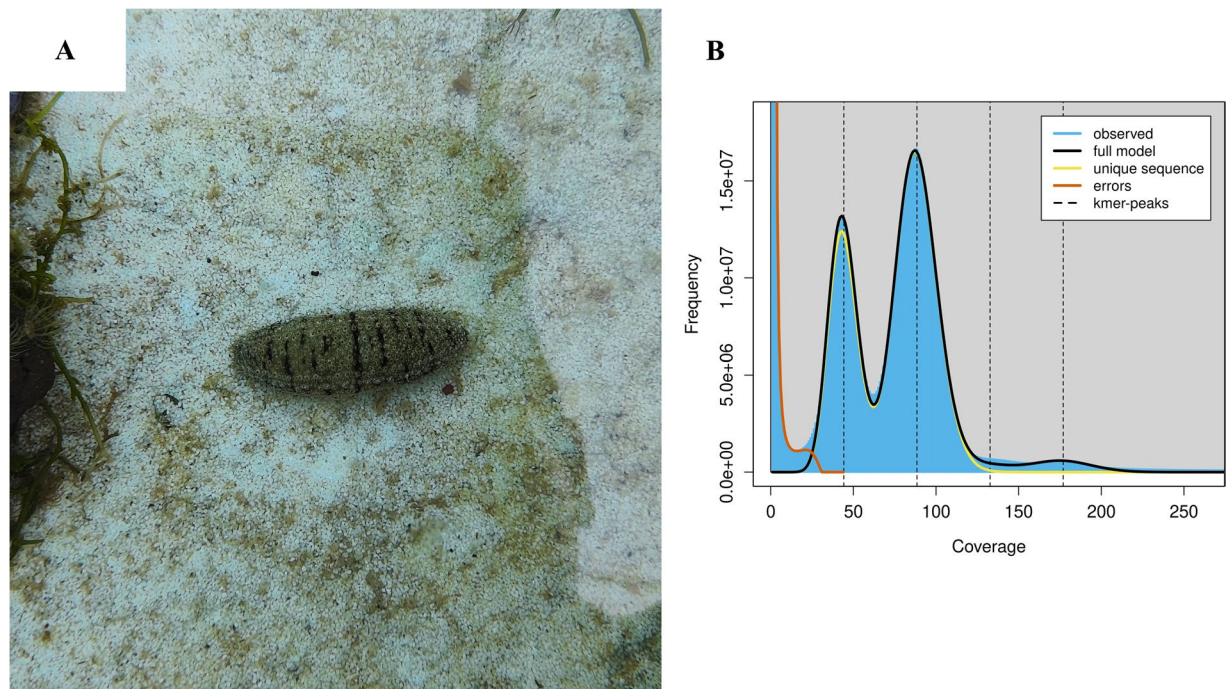 A
B
observed
full model
unique sequence
errors
kmer-peaks
Frequency
0.0e+00
5.0e+06
1.0e+07
1.5e+07
0
50
100
150
200
250
Coverage